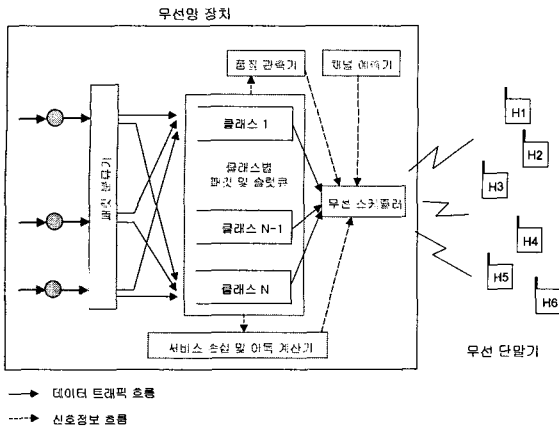 무선망 장치
품질 관측기
채널 예측기
패킷 분류기
클래스 1
클래스별
패킷 및 슬럿큐
클래스 N-1
클래스 N
무선 스케줄러
서비스 손실 및 이득 계산기
H1
H2
H3
H4
H5
H6
무선 단말기
데이터 트래픽 흐름
신호정보 흐름